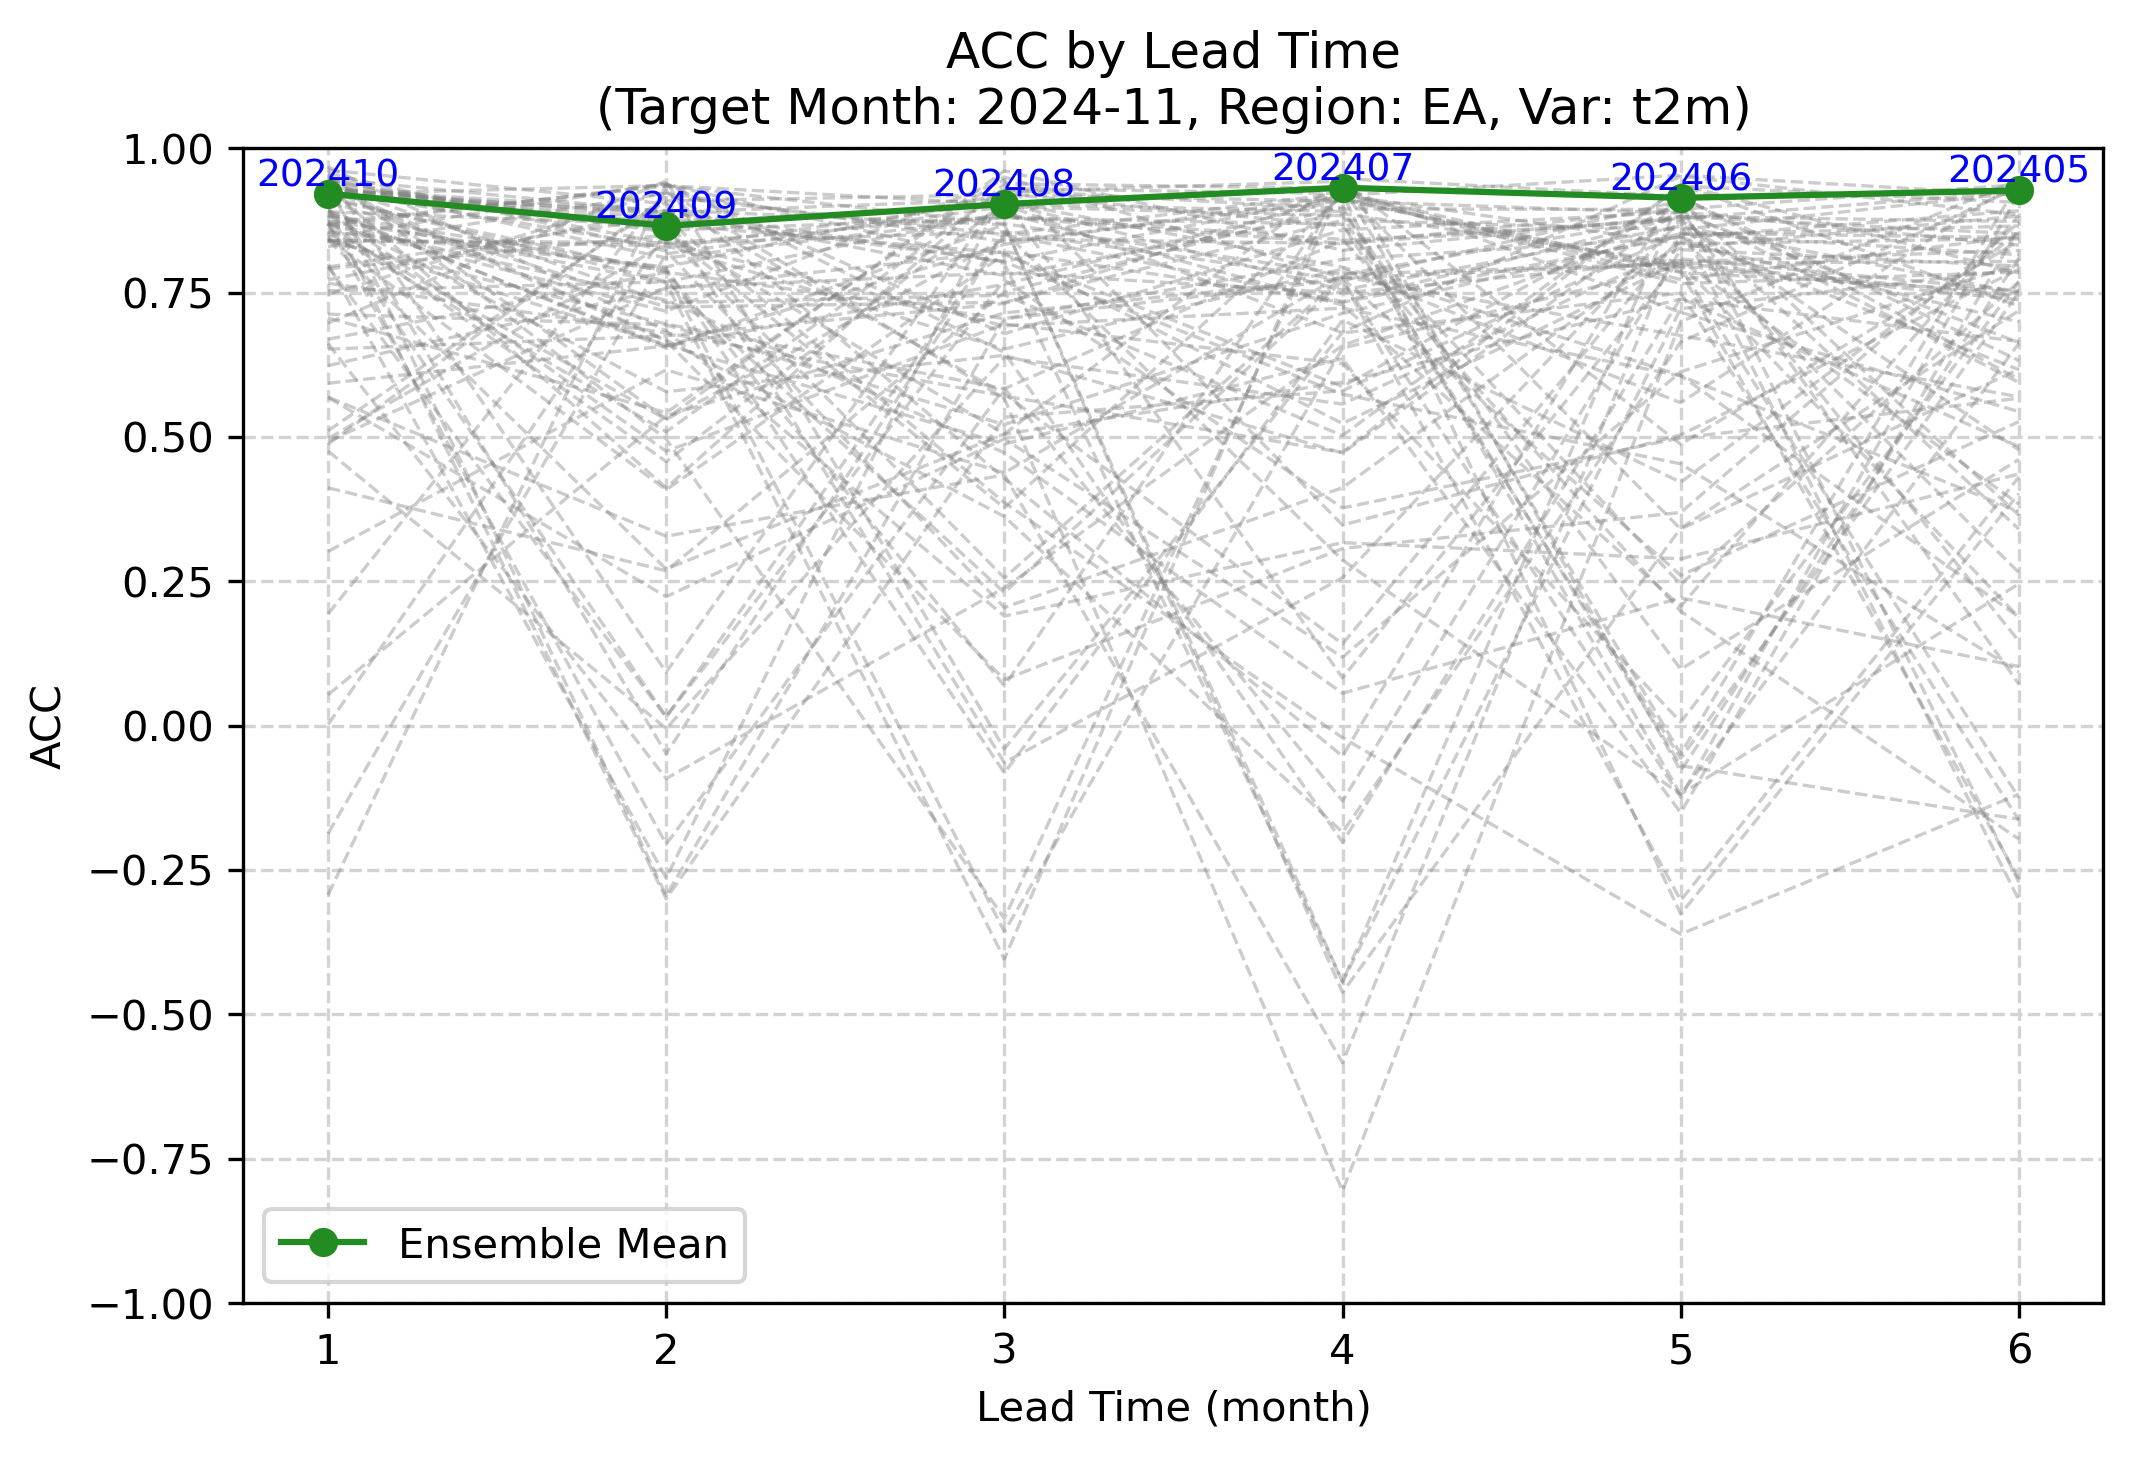 ACC by Lead Time
(Target Month: 2024-11, Region: EA, Var: t2m)
1.00
0.75
0.50
0.25
0.00
−0.25
−0.50
−0.75
−1.00
ACC
202410
202409
202408
202407
202406
202405
Ensemble Mean
1 2 3 4 5 6
Lead Time (month)